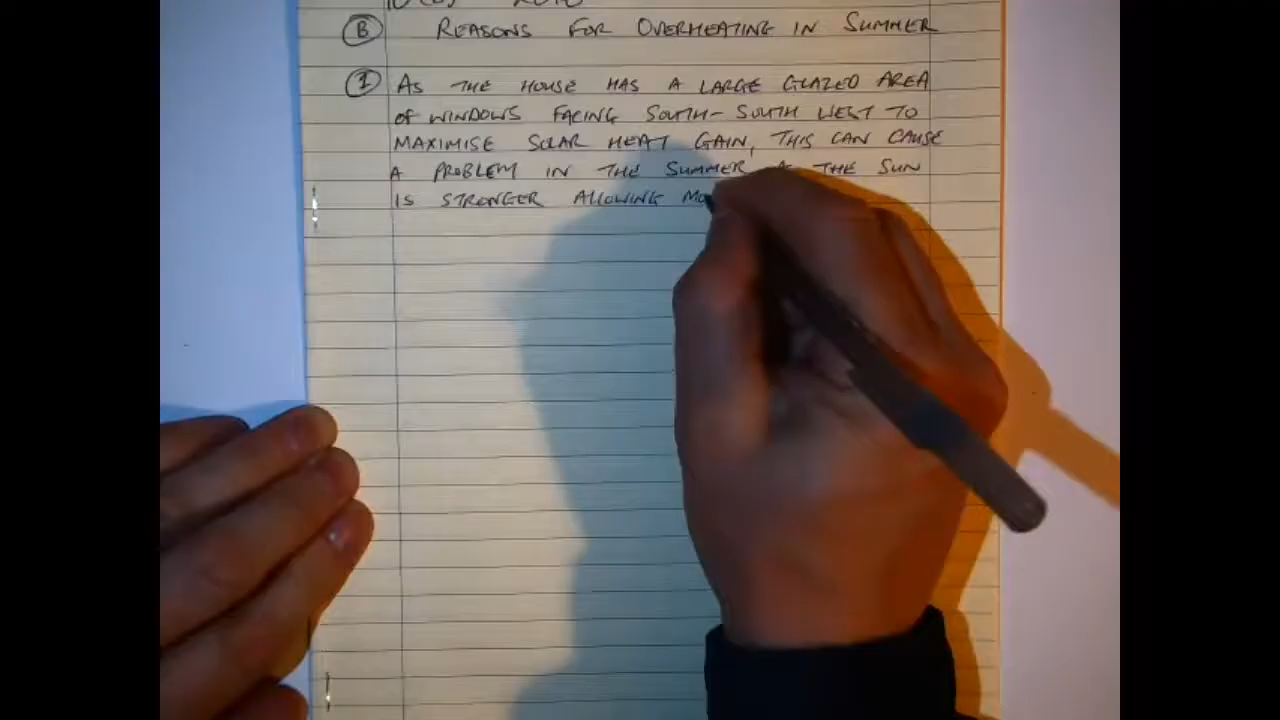 B REASONS FOR OVERHEATING IN SUMMER
1 AS THE HOUSE HAS A LARGE GLAZED AREA
OF WINDOWS FACING SOUTH-SOUTH WEST TO
MAXIMISE SOLAR HEAT GAIN, THIS CAN CAUSE
A PROBLEM IN THE SUMMER THE SUN
IS STRONGER ALLOWING MO